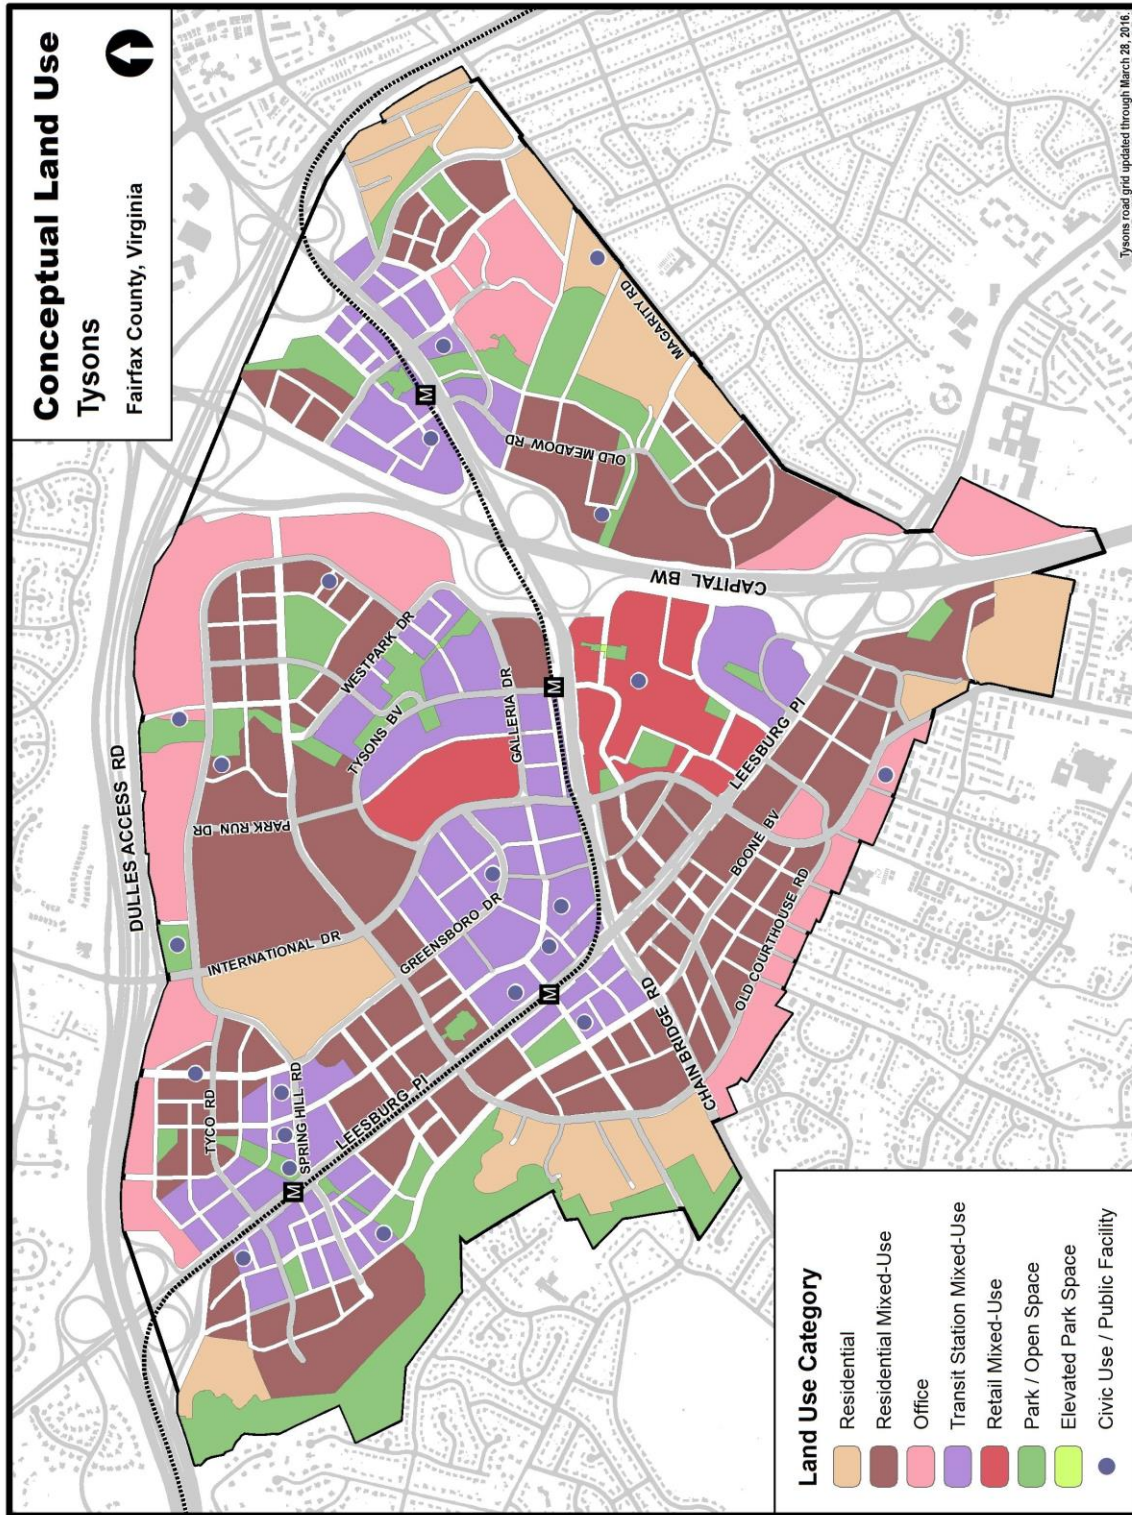 Conceptual Land Use
Tysons
Fairfax County, Virginia
DULLES ACCESS RD
MAGARITY RD
OLD MEADOW RD
CAPITAL BW
WESTPARK DR
TYSONS BV
GALLERIA DR
PARK RUN DR
INTERNATIONAL DR
GREENSBORO DR
LEESBURG PI
BOONE BV
OLD COURTHOUSE RD
CHAIN BRIDGE RD
TYCO RD
SPRING HILL RD
LEESBURG PI
M
M
M
M
Land Use Category
Residential
Residential Mixed-Use
Office
Transit Station Mixed-Use
Retail Mixed-Use
Park / Open Space
Elevated Park Space
Civic Use / Public Facility
Tysons road grid updated through March 28, 2016.